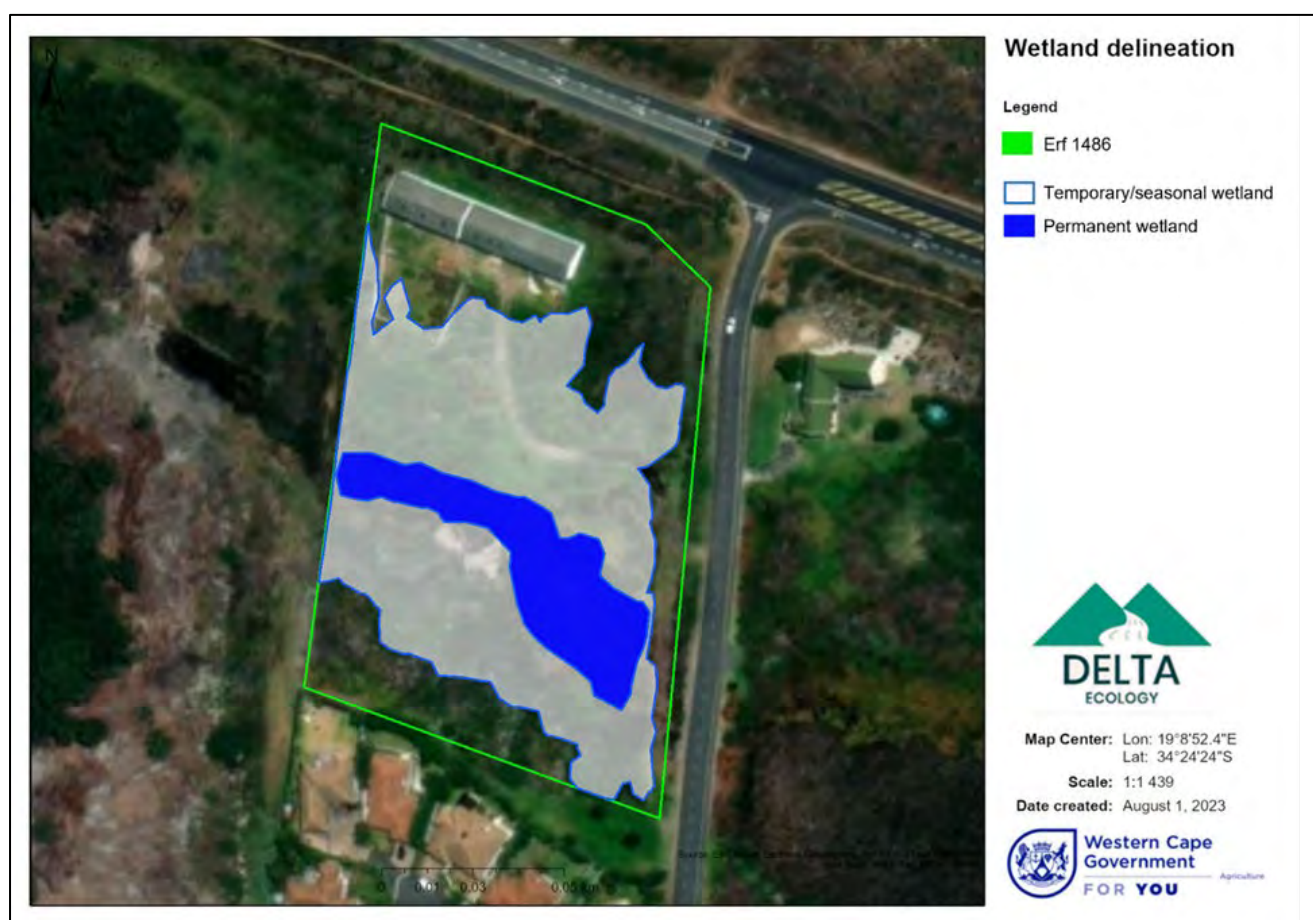 Wetland delineation
Legend
Erf 1486
Temporary/seasonal wetland
Permanent wetland
N
DELTA
ECOLOGY
Map Center: Lon: 19°8'52.4"E
Lat: 34°24'24"S
Scale: 1:1 439
Date created: August 1, 2023
Western Cape
Government
Agriculture
FOR YOU
0 0.01 0.03 0.05 km